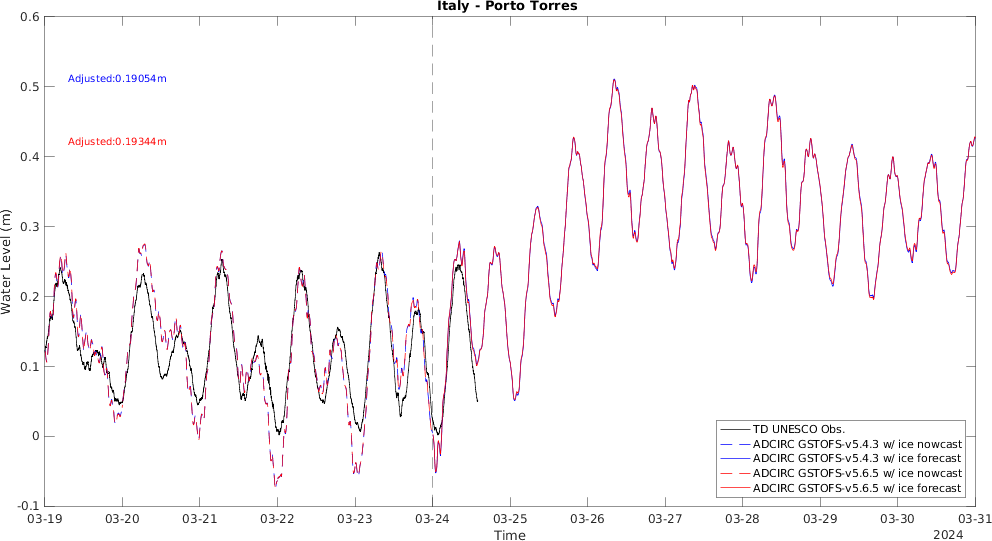 Italy - Porto Torres
Adjusted:0.19054m
Adjusted:0.19344m
Water Level (m)
0.6
0.5
0.4
0.3
0.2
0.1
0
-0.1
TD UNESCO Obs.
ADCIRC GSTOFS-v5.4.3 w/ ice nowcast
ADCIRC GSTOFS-v5.4.3 w/ ice forecast
ADCIRC GSTOFS-v5.6.5 w/ ice nowcast
ADCIRC GSTOFS-v5.6.5 w/ ice forecast
03-19 03-20 03-21 03-22 03-23 03-24 03-25 03-26 03-27 03-28 03-29 03-30 03-31
Time
2024